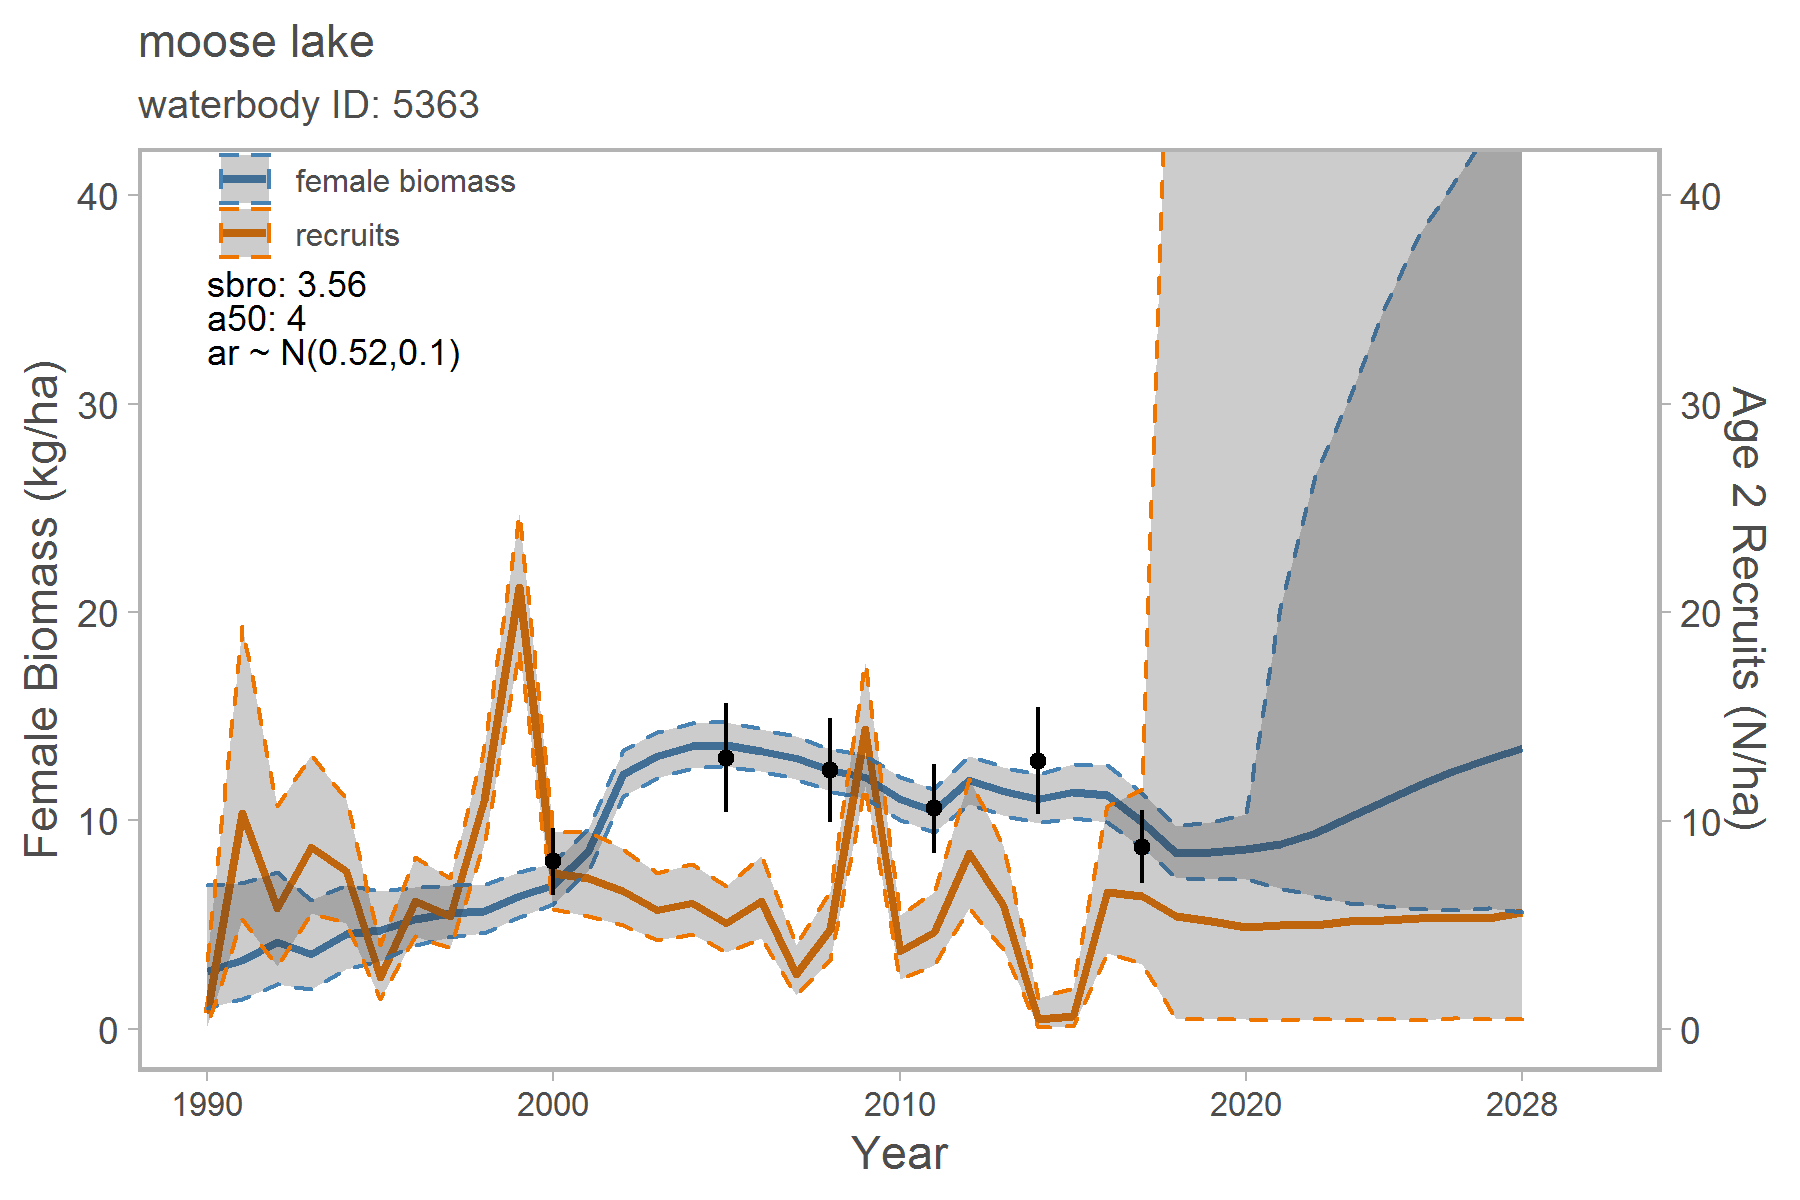 moose lake
waterbody ID: 5363
female biomass
recruits
sbro: 3.56
a50: 4
ar ~ N(0.52,0.1)
Female Biomass (kg/ha)
40
30
20
10
0
40
30
20
10
0
Age 2 Recruits (N/ha)
1990
2000
2010
2020
2028
Year